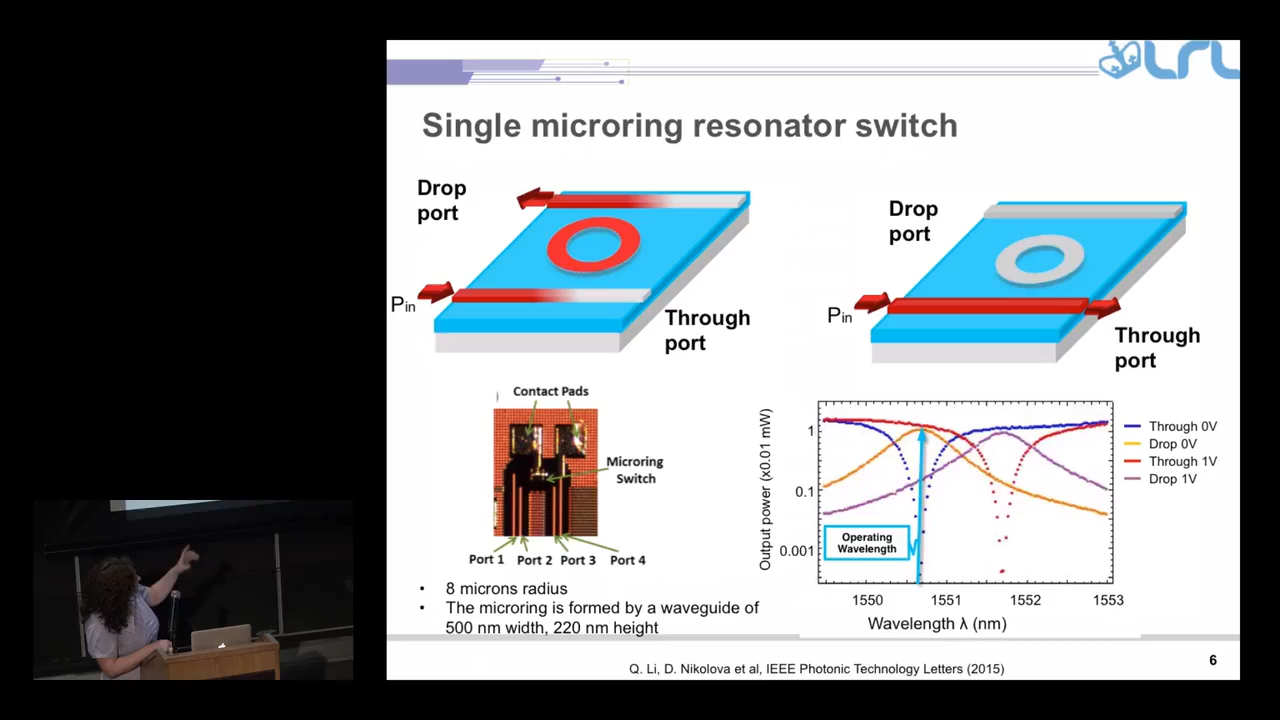 LRL
Single microring resonator switch
Drop
port
Pin
Through
port
Drop
port
Pin
Through
port
Contact Pads
Microring
Switch
Port 1 Port 2 Port 3 Port 4
• 8 microns radius
• The microring is formed by a waveguide of
500 nm width, 220 nm height
Output power (x0.01 mW)
1
0.1
0.001
Operating
Wavelength
1550 1551 1552 1553
Wavelength λ (nm)
Through 0V
Drop 0V
Through 1V
Drop 1V
Q. Li, D. Nikolova et al, IEEE Photonic Technology Letters (2015)
6